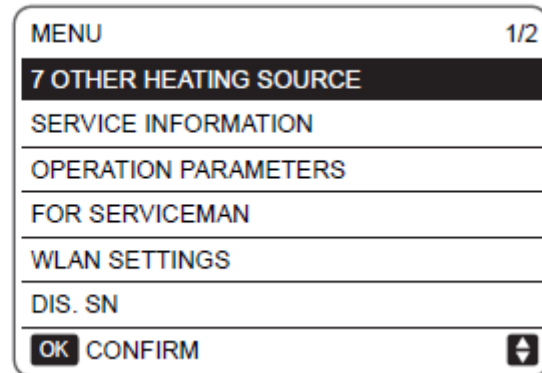 MENU 1/2
7 OTHER HEATING SOURCE
SERVICE INFORMATION
OPERATION PARAMETERS
FOR SERVICEMAN
WLAN SETTINGS
DIS. SN
OK CONFIRM